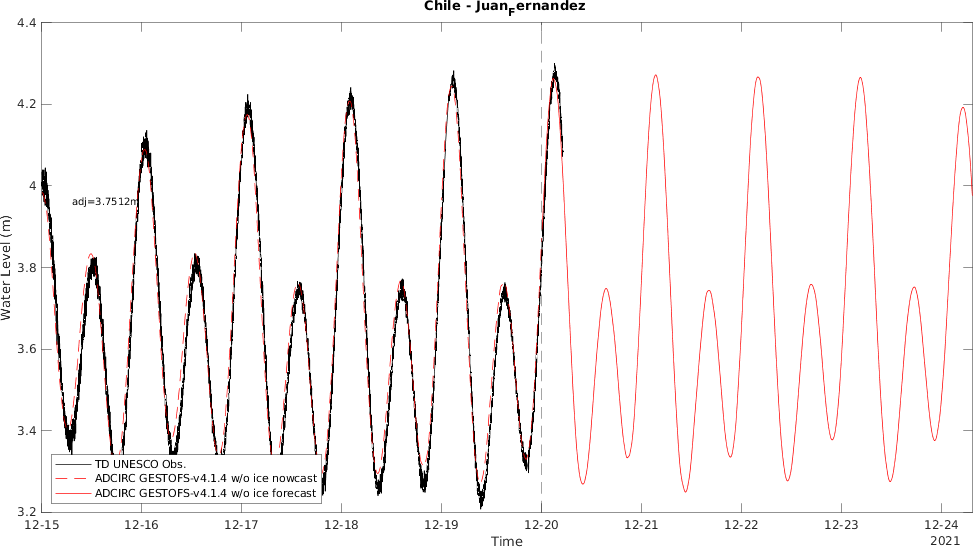 Chile - Juan_Fernandez
4.4
4.2
4
3.8
3.6
3.4
3.2
Water Level (m)
adj=3.7512m
TD UNESCO Obs.
ADCIRC GESTOFS-v4.1.4 w/o ice nowcast
ADCIRC GESTOFS-v4.1.4 w/o ice forecast
12-15 12-16 12-17 12-18 12-19 12-20 12-21 12-22 12-23 12-24
Time
2021